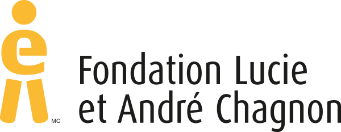 e
MC
Fondation Lucie
et André Chagnon